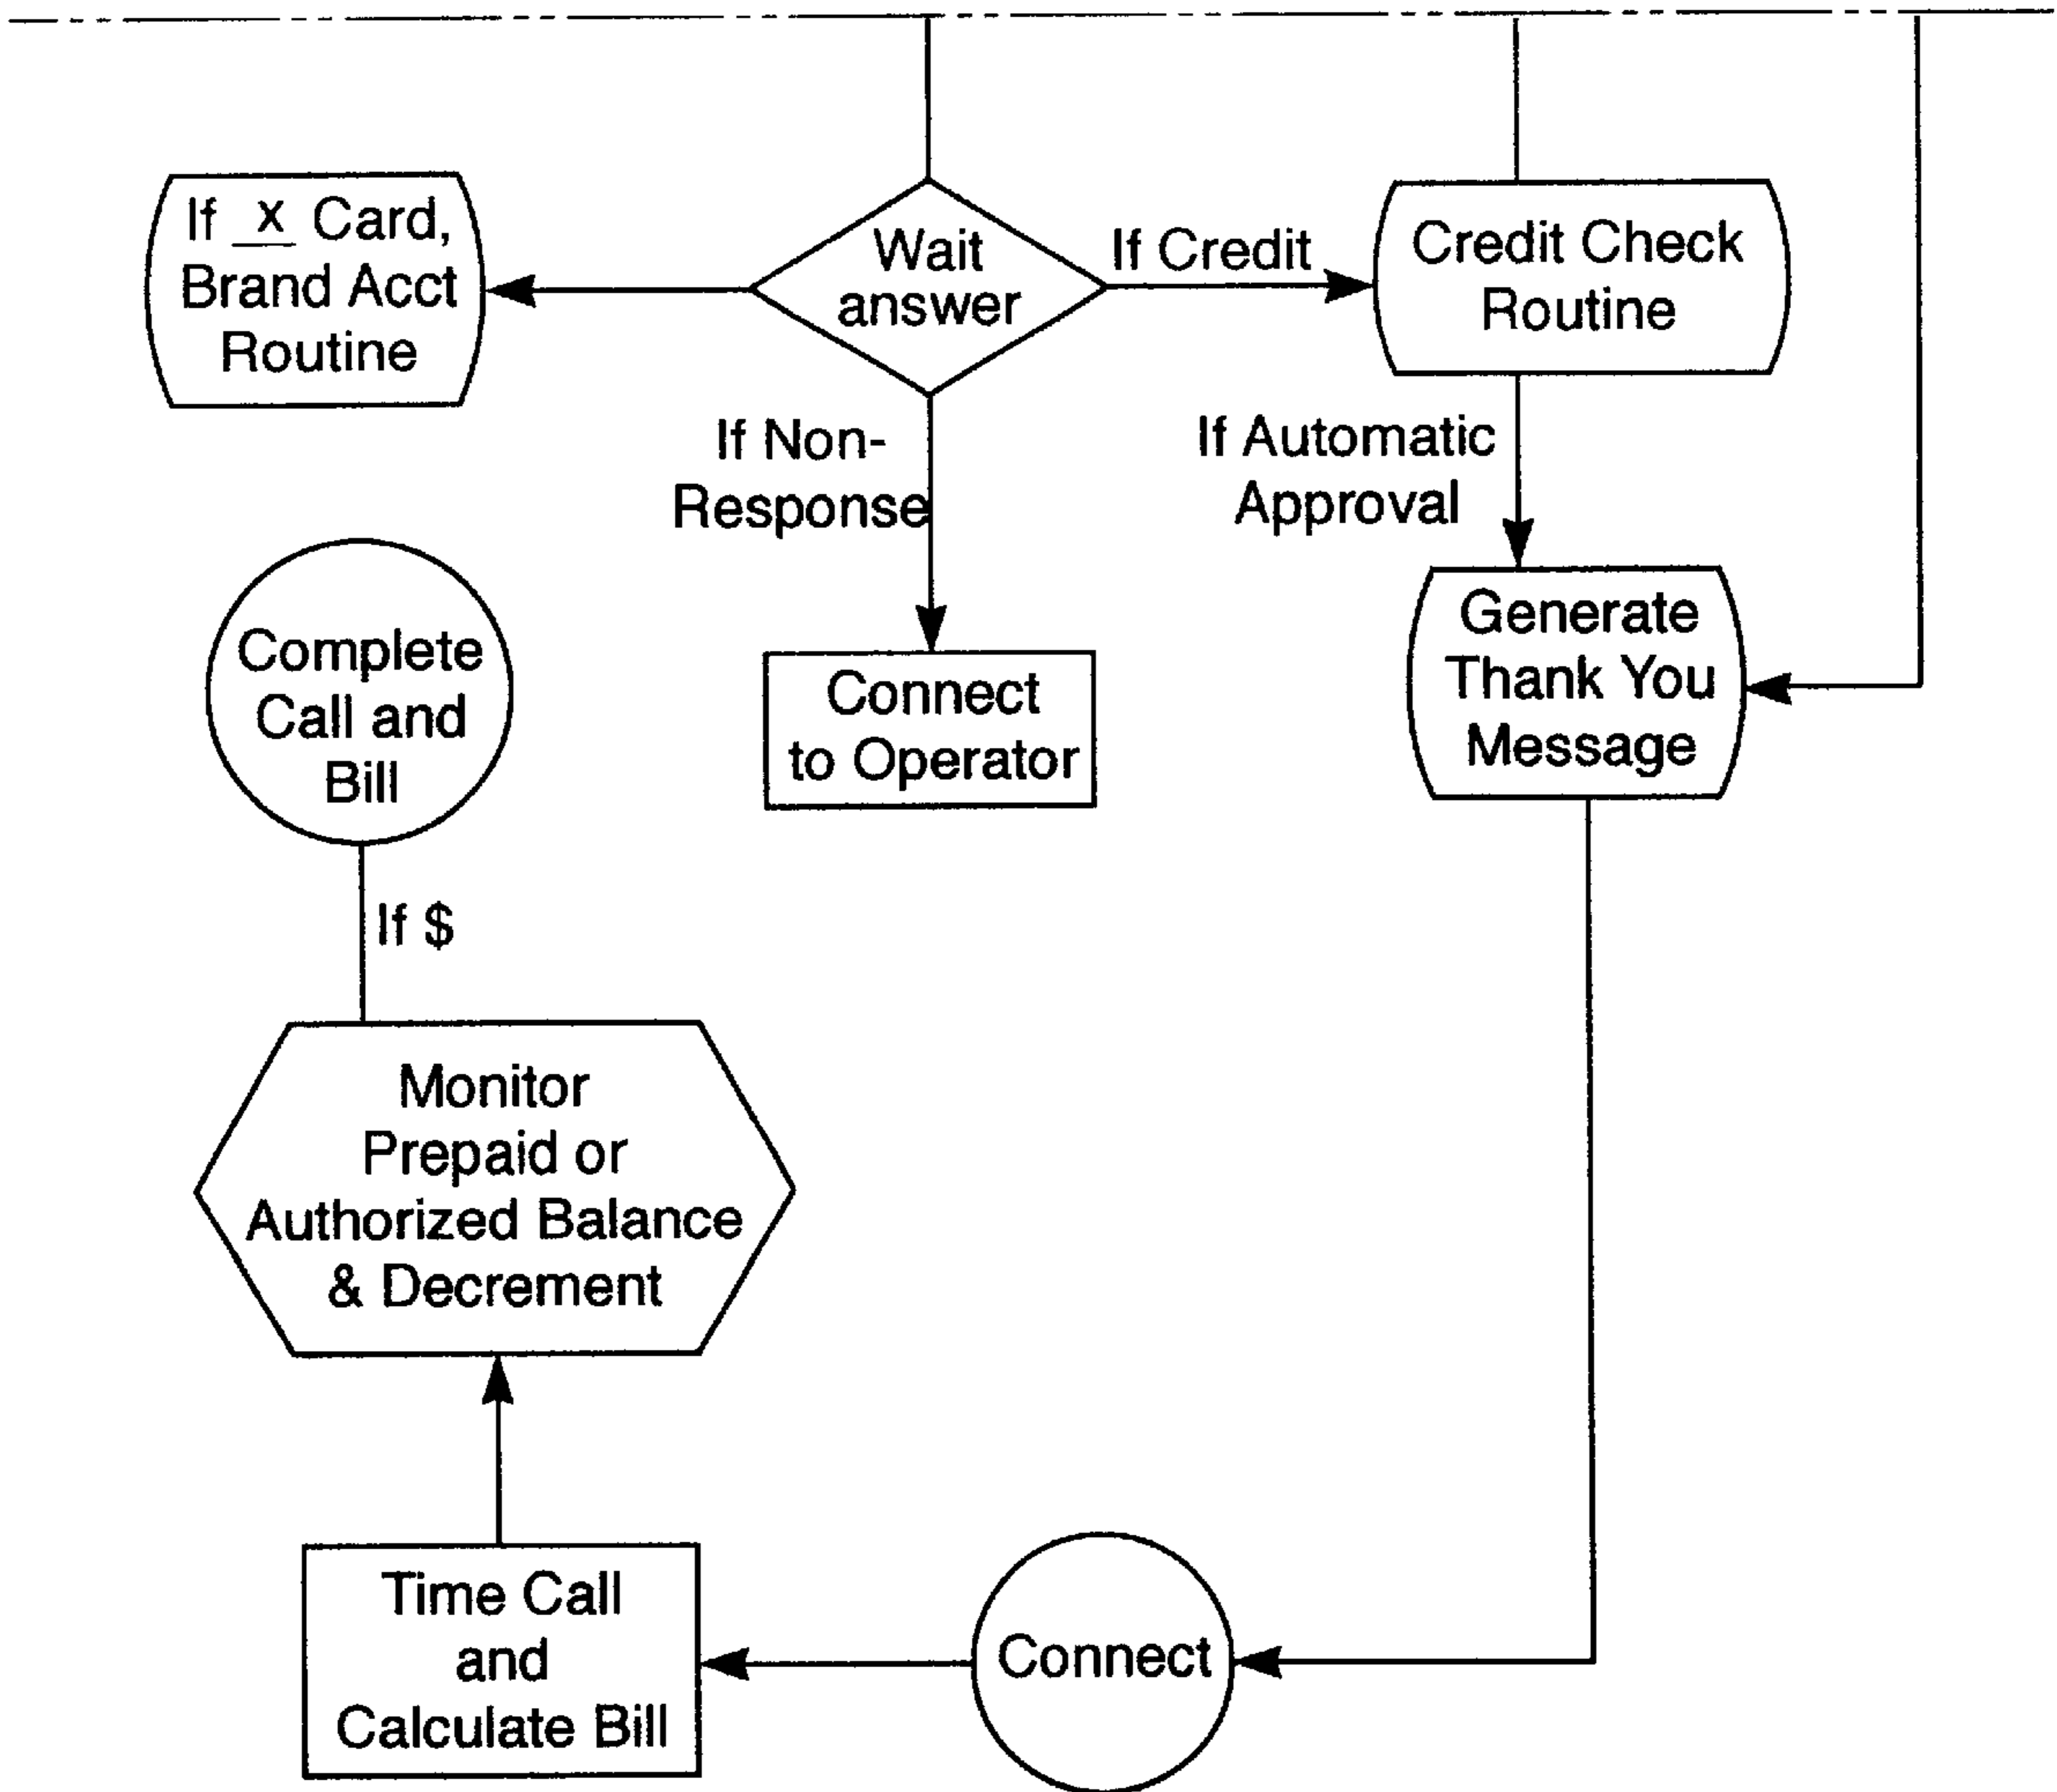 If x Card,
Brand Acct
Routine
Wait
answer
If Credit
Credit Check
Routine
If Non-
Response
If Automatic
Approval
Complete
Call and
Bill
Connect
to Operator
Generate
Thank You
Message
If $
Monitor
Prepaid or
Authorized Balance
& Decrement
Time Call
and
Calculate Bill
Connect